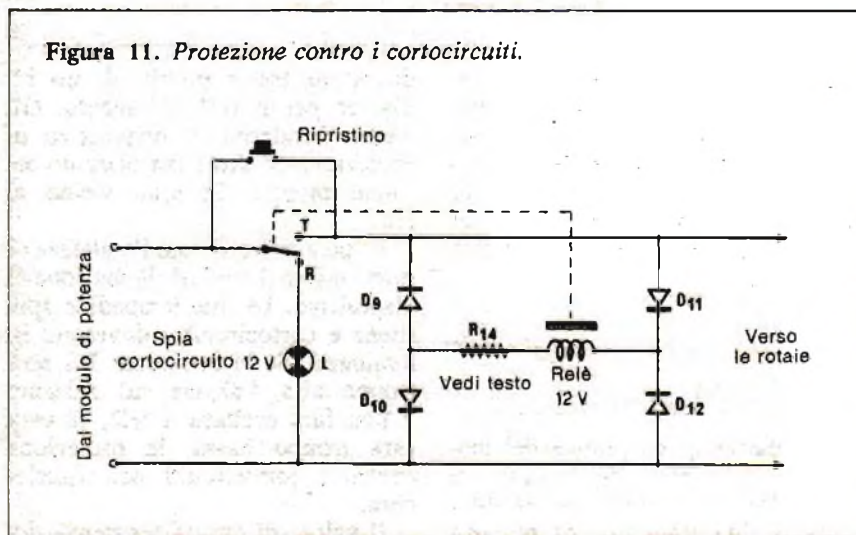 Figura 11. Protezione contro i cortocircuiti.
Ripristino
T
R
D9
D11
R14
Spia
cortocircuito 12 V
L
Vedi testo
Relè
12 V
Verso
le rotaie
D10
D12
Dal modulo di potenza